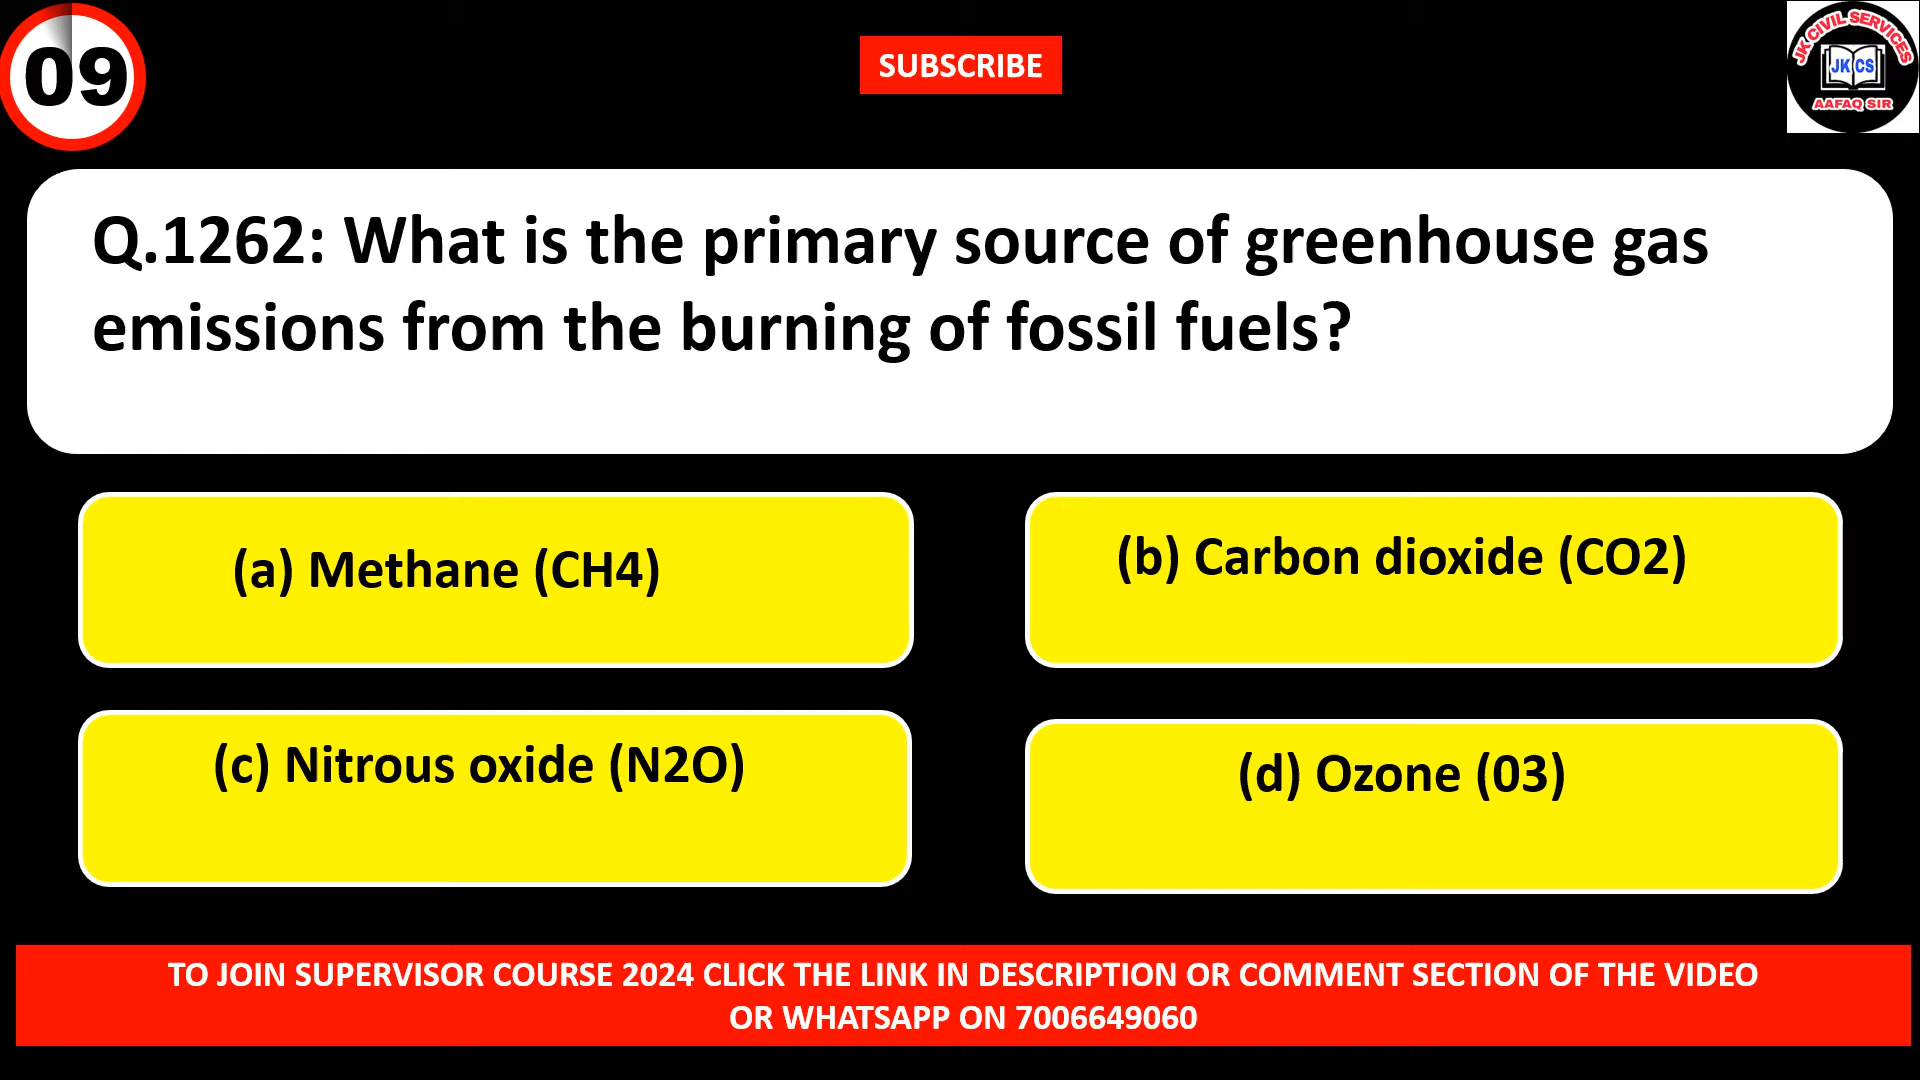 09
SUBSCRIBE
JK CIVIL SERVICES
JK CS
AAFAQ SIR
Q.1262: What is the primary source of greenhouse gas
emissions from the burning of fossil fuels?
(a) Methane (CH4)
(b) Carbon dioxide (CO2)
(c) Nitrous oxide (N2O)
(d) Ozone (03)
TO JOIN SUPERVISOR COURSE 2024 CLICK THE LINK IN DESCRIPTION OR COMMENT SECTION OF THE VIDEO
OR WHATSAPP ON 7006649060